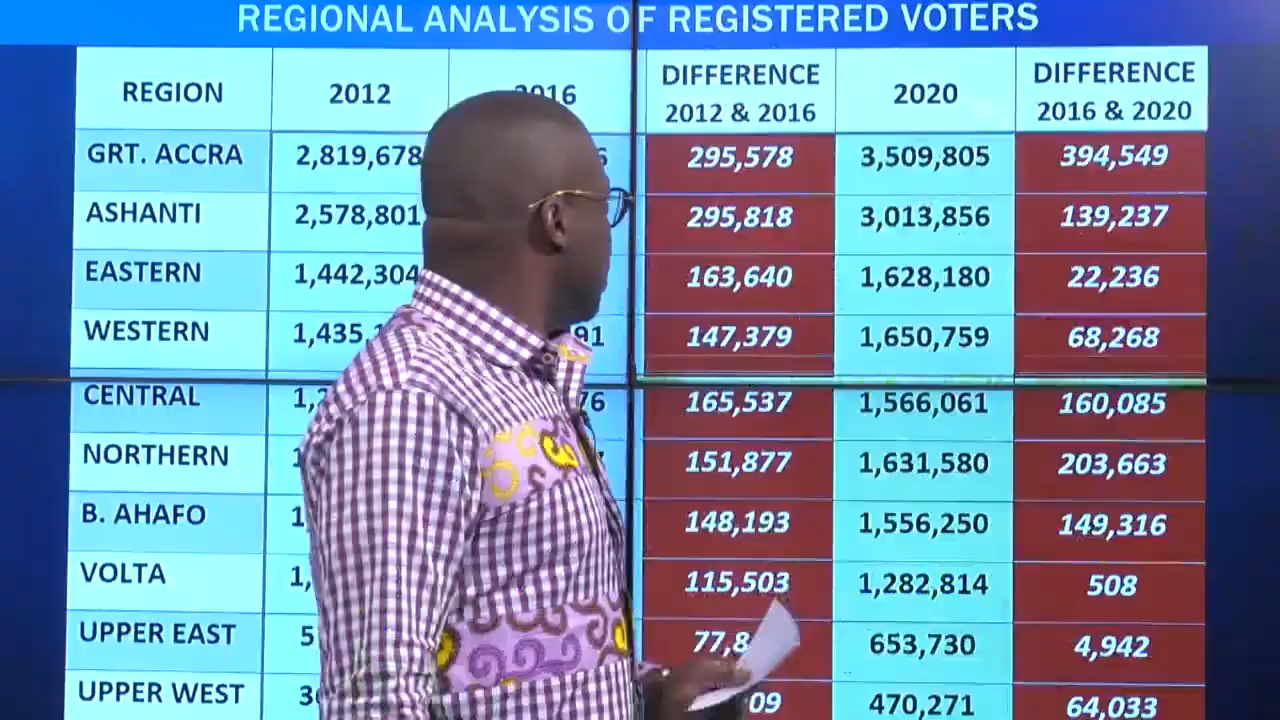 REGIONAL ANALYSIS OF REGISTERED VOTERS
REGION 2012 2016 DIFFERENCE 2012 & 2016 2020 DIFFERENCE 2016 & 2020
GRT. ACCRA 2,819,678 295,578 3,509,805 394,549
ASHANTI 2,578,801 295,818 3,013,856 139,237
EASTERN 1,442,304 163,640 1,628,180 22,236
WESTERN 147,379 1,650,759 68,268
CENTRAL 165,537 1,566,061 160,085
NORTHERN 151,877 1,631,580 203,663
B. AHAFO 148,193 1,556,250 149,316
VOLTA 115,503 1,282,814 508
UPPER EAST 653,730 4,942
UPPER WEST 470,271 64,033